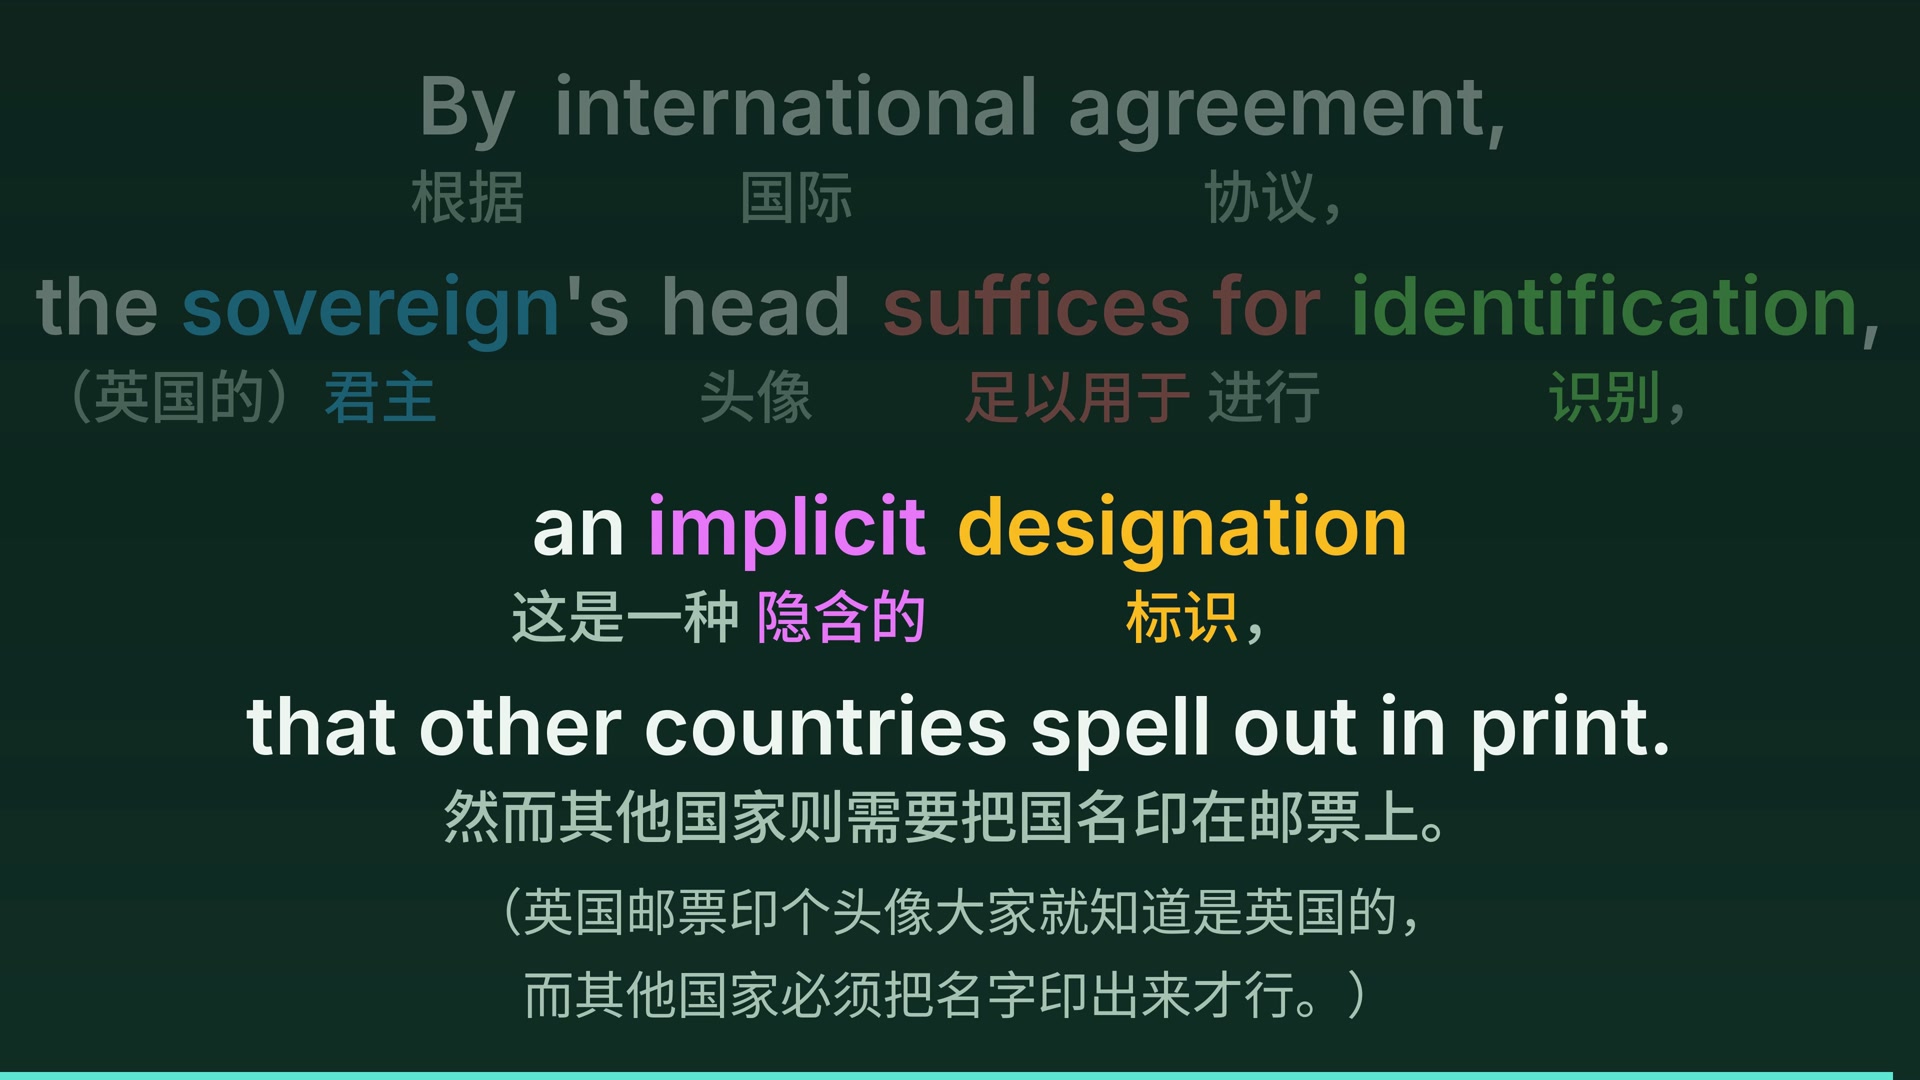 By international agreement,
根据 国际 协议，
the sovereign's head suffices for identification,
（英国的）君主 头像 足以用于 进行 识别，
an implicit designation
这是一种 隐含的 标识，
that other countries spell out in print.
然而其他国家则需要把国名印在邮票上。
（英国邮票印个头像大家就知道是英国的，
而其他国家必须把名字印出来才行。）